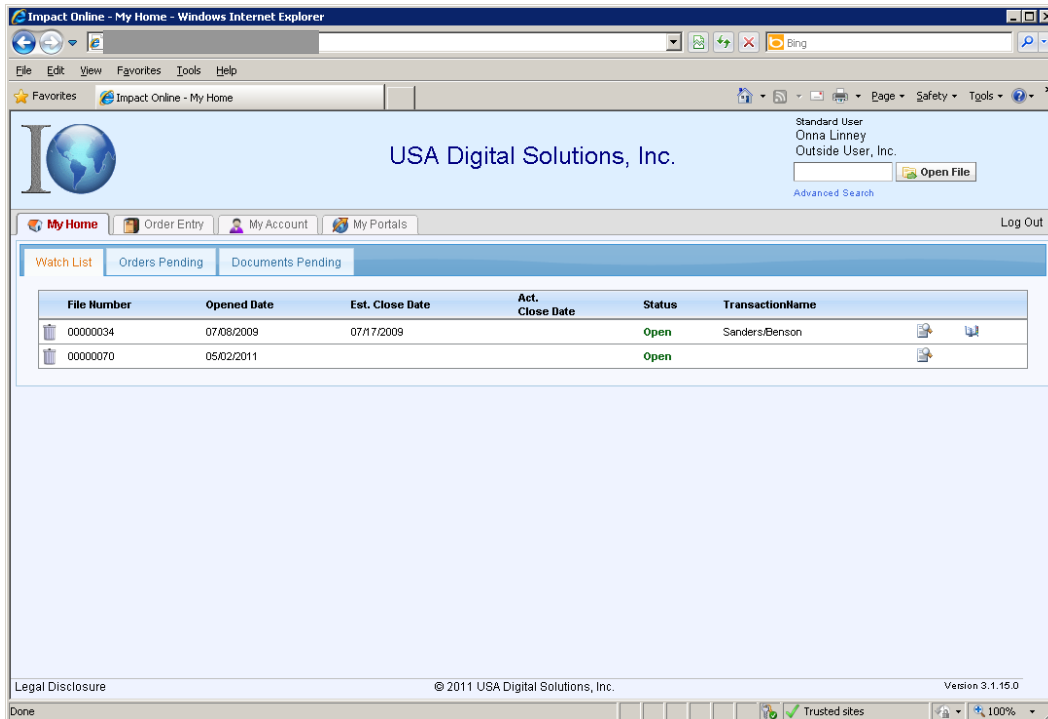 Impact Online - My Home - Windows Internet Explorer
Bing
File Edit View Favorites Tools Help
Favorites Impact Online - My Home Page Safety Tools
IO USA Digital Solutions, Inc.
Standard User
Onna Linney
Outside User, Inc.
Open File
Advanced Search
My Home Order Entry My Account My Portals Log Out
Watch List Orders Pending Documents Pending
File Number Opened Date Est. Close Date Act. Close Date Status TransactionName
00000034 07/08/2009 07/17/2009 Open Sanders/Benson
00000070 05/02/2011 Open
Legal Disclosure © 2011 USA Digital Solutions, Inc. Version 3.1.15.0
Done Trusted sites 100%